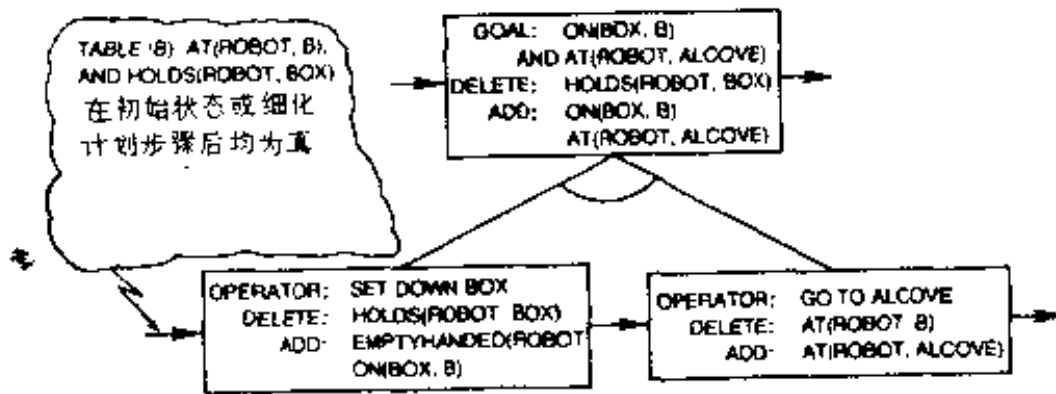 TABLE (B) AT(ROBOT, B),
AND HOLDS(ROBOT, BOX)
在初始状态或细化
计划步骤后均为真
GOAL: ON(BOX, B)
AND AT(ROBOT, ALCOVE)
DELETE: HOLDS(ROBOT, BOX)
ADD: ON(BOX, B)
AT(ROBOT, ALCOVE)
OPERATOR: SET DOWN BOX
DELETE: HOLDS(ROBOT BOX)
ADD: EMPTYHANDED(ROBOT
ON(BOX, B)
OPERATOR: GO TO ALCOVE
DELETE: AT(ROBOT B)
ADD: AT(ROBOT, ALCOVE)